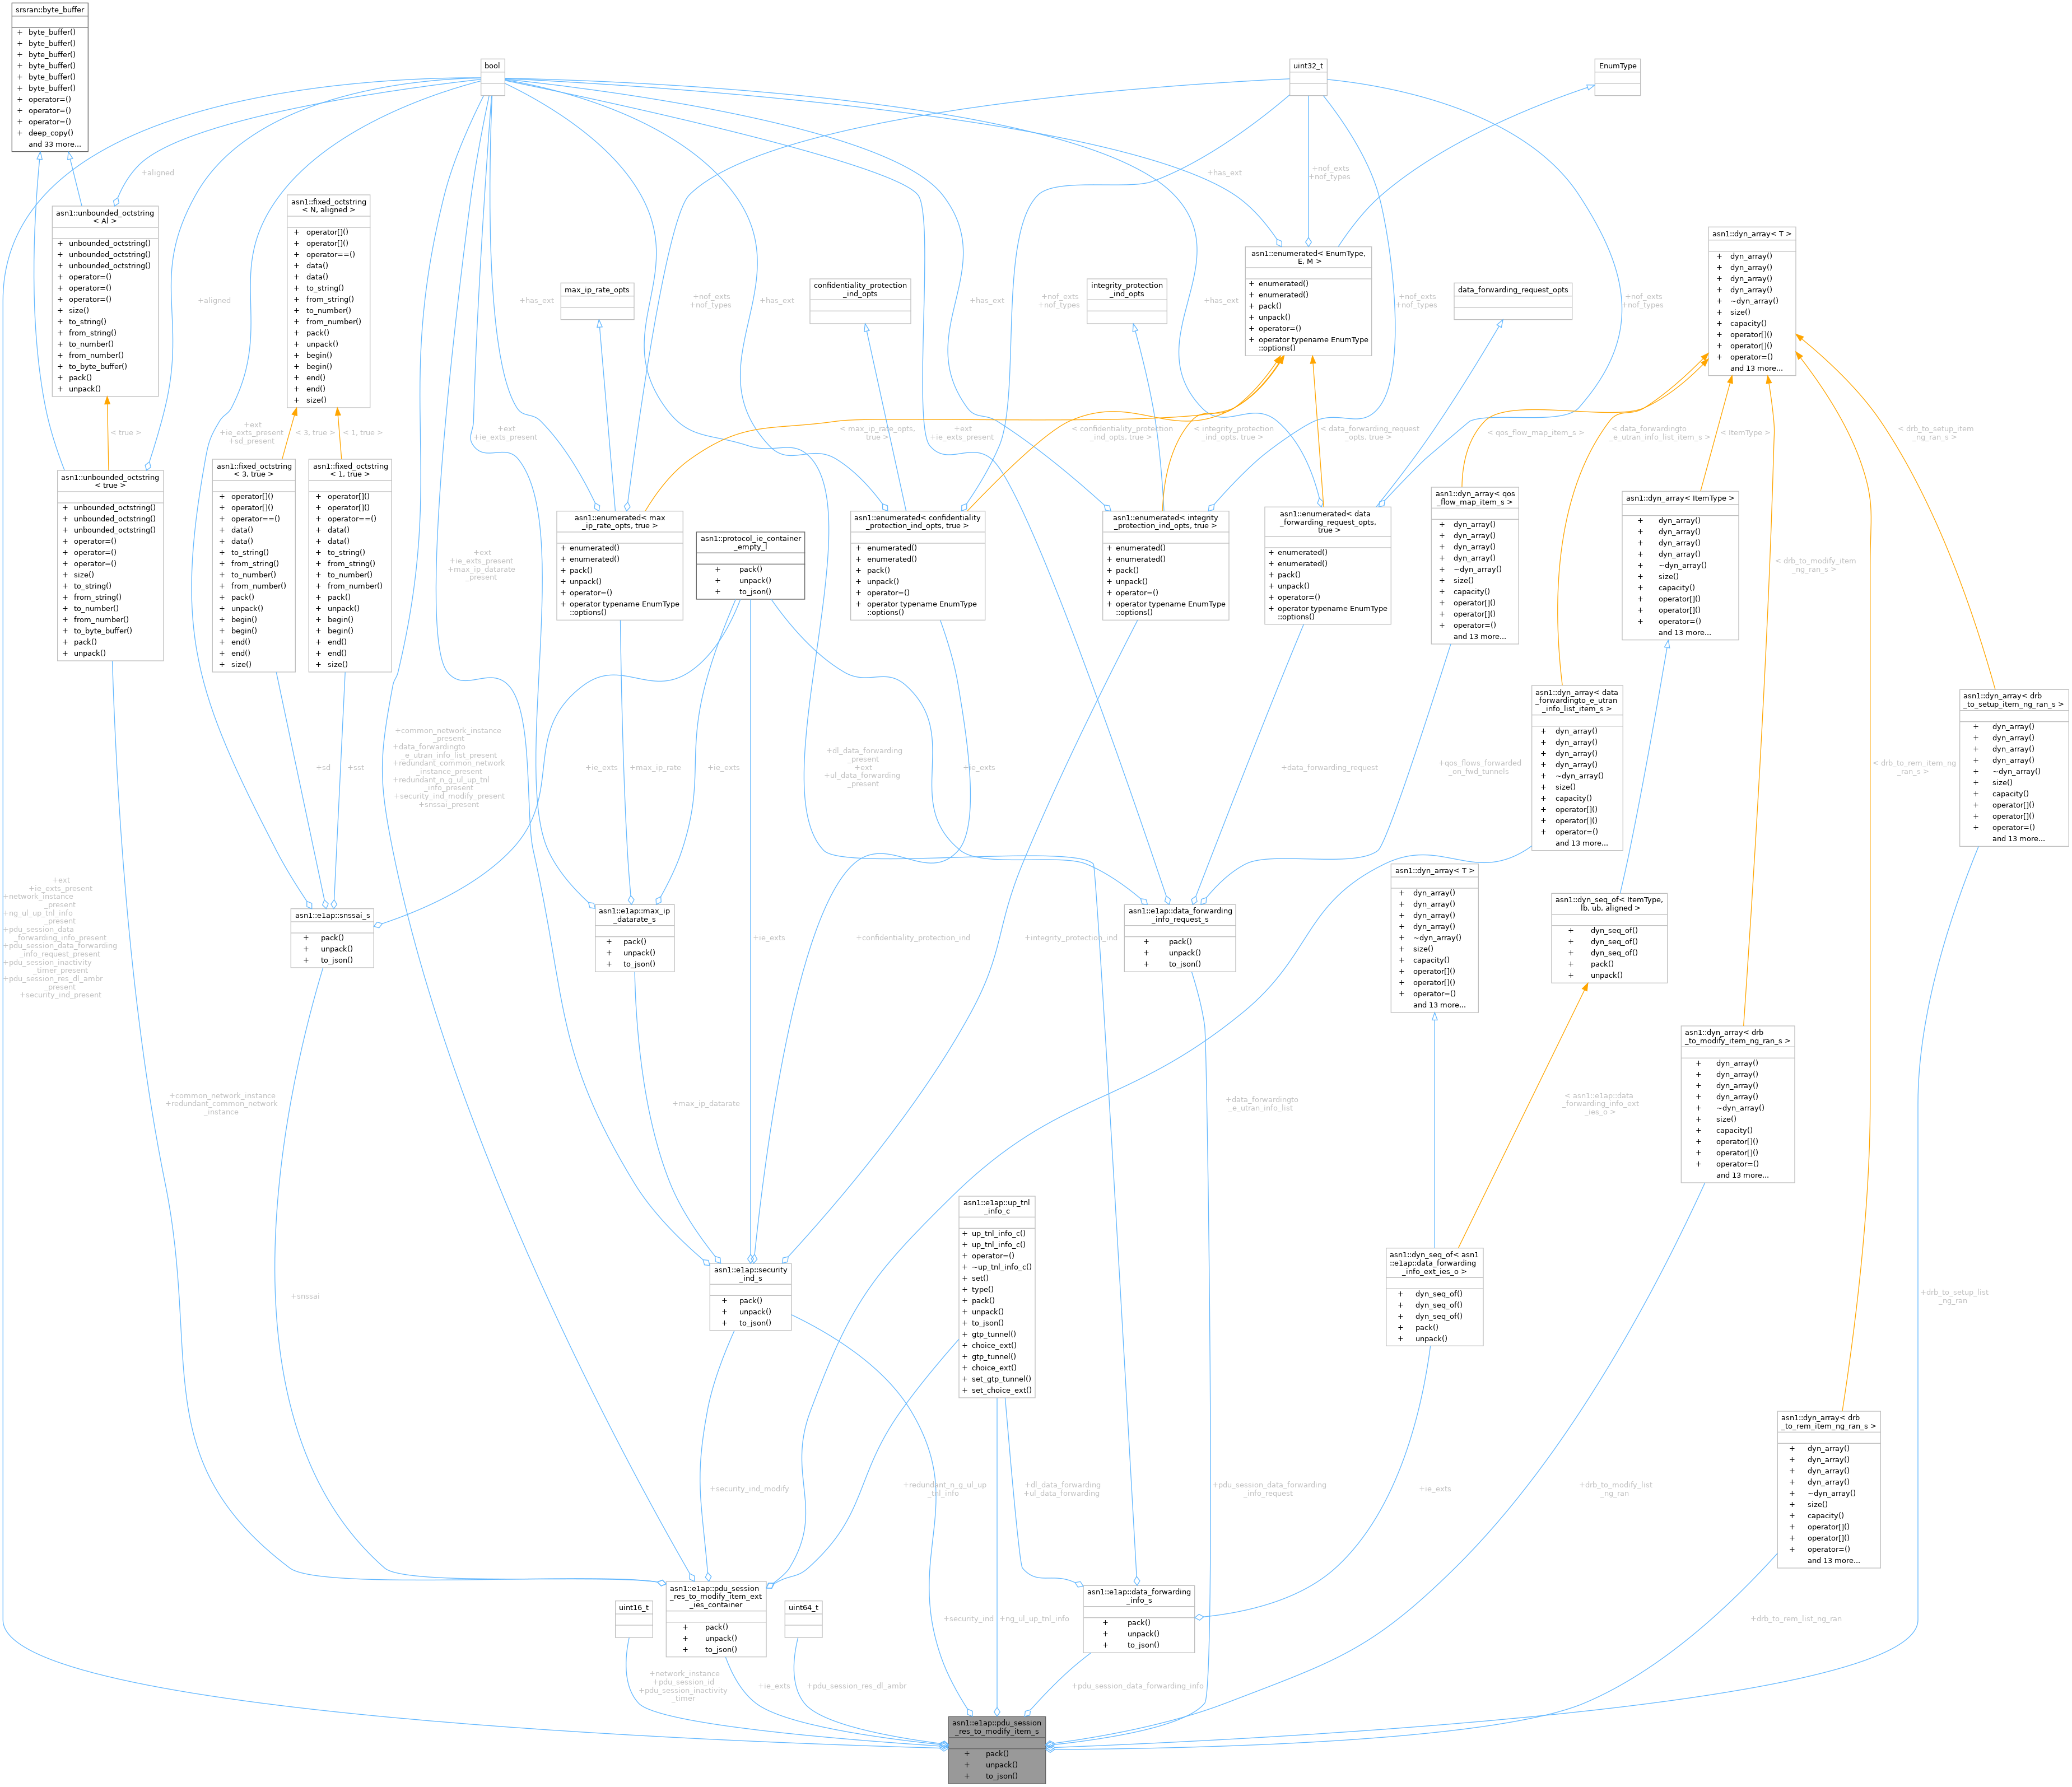 srsran::byte_buffer
+ byte_buffer()
+ byte_buffer()
+ byte_buffer()
+ byte_buffer()
+ byte_buffer()
+ byte_buffer()
+ operator=()
+ operator=()
+ operator=()
+ deep_copy()
and 33 more...
bool
uint32_t
EnumType
+aligned
+has_ext
+nof_exts
+nof_types
asn1::unbounded_octstring
< Al >
+ unbounded_octstring()
+ unbounded_octstring()
+ unbounded_octstring()
+ operator=()
+ operator=()
+ operator=()
+ size()
+ to_string()
+ from_string()
+ to_number()
+ from_number()
+ to_byte_buffer()
+ pack()
+ unpack()
asn1::fixed_octstring
< N, aligned >
+ operator[]()
+ operator[]()
+ operator==()
+ data()
+ data()
+ to_string()
+ from_string()
+ to_number()
+ from_number()
+ pack()
+ unpack()
+ begin()
+ begin()
+ end()
+ end()
+ size()
asn1::enumerated< EnumType,
E, M >
+ enumerated()
+ enumerated()
+ pack()
+ unpack()
+ operator=()
+ operator typename EnumType
::options()
asn1::dyn_array< T >
+ dyn_array()
+ dyn_array()
+ dyn_array()
+ dyn_array()
+ ~dyn_array()
+ size()
+ capacity()
+ operator[]()
+ operator[]()
+ operator=()
and 13 more...
max_ip_rate_opts
confidentiality_protection
_ind_opts
integrity_protection
_ind_opts
data_forwarding_request_opts
+aligned
+has_ext
+nof_exts
+nof_types
+has_ext
+has_ext
+nof_exts
+nof_types
+has_ext
+nof_exts
+nof_types
+nof_exts
+nof_types
< true >
+ext
+ie_exts_present
+sd_present
< 3, true >
< 1, true >
+ext
+ie_exts_present
< max_ip_rate_opts,
true >
+ext
+ie_exts_present
< confidentiality_protection
_ind_opts, true >
< integrity_protection
_ind_opts, true >
< data_forwarding_request
_opts, true >
< qos_flow_map_item_s >
< data_forwardingto
_e_utran_info_list_item_s >
< ItemType >
< drb_to_setup_item
_ng_ran_s >
asn1::unbounded_octstring
< true >
+ unbounded_octstring()
+ unbounded_octstring()
+ unbounded_octstring()
+ operator=()
+ operator=()
+ operator=()
+ size()
+ to_string()
+ from_string()
+ to_number()
+ from_number()
+ to_byte_buffer()
+ pack()
+ unpack()
asn1::fixed_octstring
< 3, true >
+ operator[]()
+ operator[]()
+ operator==()
+ data()
+ data()
+ to_string()
+ from_string()
+ to_number()
+ from_number()
+ pack()
+ unpack()
+ begin()
+ begin()
+ end()
+ end()
+ size()
asn1::fixed_octstring
< 1, true >
+ operator[]()
+ operator[]()
+ operator==()
+ data()
+ data()
+ to_string()
+ from_string()
+ to_number()
+ from_number()
+ pack()
+ unpack()
+ begin()
+ begin()
+ end()
+ end()
+ size()
+ext
+ie_exts_present
+max_ip_datarate
_present
asn1::enumerated< max
_ip_rate_opts, true >
+ enumerated()
+ enumerated()
+ pack()
+ unpack()
+ operator=()
+ operator typename EnumType
::options()
asn1::protocol_ie_container
_empty_l
+ pack()
+ unpack()
+ to_json()
asn1::enumerated< confidentiality
_protection_ind_opts, true >
+ enumerated()
+ enumerated()
+ pack()
+ unpack()
+ operator=()
+ operator typename EnumType
::options()
asn1::enumerated< integrity
_protection_ind_opts, true >
+ enumerated()
+ enumerated()
+ pack()
+ unpack()
+ operator=()
+ operator typename EnumType
::options()
asn1::enumerated< data
_forwarding_request_opts,
true >
+ enumerated()
+ enumerated()
+ pack()
+ unpack()
+ operator=()
+ operator typename EnumType
::options()
asn1::dyn_array< qos
_flow_map_item_s >
+ dyn_array()
+ dyn_array()
+ dyn_array()
+ dyn_array()
+ ~dyn_array()
+ size()
+ capacity()
+ operator[]()
+ operator[]()
+ operator=()
and 13 more...
asn1::dyn_array< ItemType >
+ dyn_array()
+ dyn_array()
+ dyn_array()
+ dyn_array()
+ ~dyn_array()
+ size()
+ capacity()
+ operator[]()
+ operator[]()
+ operator=()
and 13 more...
< drb_to_modify_item
_ng_ran_s >
asn1::dyn_array< data
_forwardingto_e_utran
_info_list_item_s >
+ dyn_array()
+ dyn_array()
+ dyn_array()
+ dyn_array()
+ ~dyn_array()
+ size()
+ capacity()
+ operator[]()
+ operator[]()
+ operator=()
and 13 more...
asn1::dyn_array< drb
_to_setup_item_ng_ran_s >
+ dyn_array()
+ dyn_array()
+ dyn_array()
+ dyn_array()
+ ~dyn_array()
+ size()
+ capacity()
+ operator[]()
+ operator[]()
+ operator=()
and 13 more...
+sd
+sst
+common_network_instance
_present
+data_forwardingto
_e_utran_info_list_present
+redundant_common_network
_instance_present
+redundant_n_g_ul_up_tnl
_info_present
+security_ind_modify_present
+snssai_present
+ie_exts
+max_ip_rate
+ie_exts
+dl_data_forwarding
_present
+ext
+ul_data_forwarding
_present
+ie_exts
+data_forwarding_request
+qos_flows_forwarded
_on_fwd_tunnels
< drb_to_rem_item_ng
_ran_s >
+ext
+ie_exts_present
+network_instance
_present
+ng_ul_up_tnl_info
_present
+pdu_session_data
_forwarding_info_present
+pdu_session_data_forwarding
_info_request_present
+pdu_session_inactivity
_timer_present
+pdu_session_res_dl_ambr
_present
+security_ind_present
asn1::e1ap::snssai_s
+ pack()
+ unpack()
+ to_json()
asn1::e1ap::max_ip
_datarate_s
+ pack()
+ unpack()
+ to_json()
+ie_exts
+confidentiality_protection_ind
+integrity_protection_ind
asn1::e1ap::data_forwarding
_info_request_s
+ pack()
+ unpack()
+ to_json()
asn1::dyn_array< T >
+ dyn_array()
+ dyn_array()
+ dyn_array()
+ dyn_array()
+ ~dyn_array()
+ size()
+ capacity()
+ operator[]()
+ operator[]()
+ operator=()
and 13 more...
asn1::dyn_seq_of< ItemType,
lb, ub, aligned >
+ dyn_seq_of()
+ dyn_seq_of()
+ dyn_seq_of()
+ pack()
+ unpack()
asn1::dyn_array< drb
_to_modify_item_ng_ran_s >
+ dyn_array()
+ dyn_array()
+ dyn_array()
+ dyn_array()
+ ~dyn_array()
+ size()
+ capacity()
+ operator[]()
+ operator[]()
+ operator=()
and 13 more...
+common_network_instance
+redundant_common_network
_instance
+max_ip_datarate
+data_forwardingto
_e_utran_info_list
< asn1::e1ap::data
_forwarding_info_ext
_ies_o >
+snssai
asn1::e1ap::security
_ind_s
+ pack()
+ unpack()
+ to_json()
asn1::e1ap::up_tnl
_info_c
+ up_tnl_info_c()
+ up_tnl_info_c()
+ operator=()
+ ~up_tnl_info_c()
+ set()
+ type()
+ pack()
+ unpack()
+ to_json()
+ gtp_tunnel()
+ choice_ext()
+ gtp_tunnel()
+ choice_ext()
+ set_gtp_tunnel()
+ set_choice_ext()
asn1::dyn_seq_of< asn1
::e1ap::data_forwarding
_info_ext_ies_o >
+ dyn_seq_of()
+ dyn_seq_of()
+ dyn_seq_of()
+ pack()
+ unpack()
+drb_to_setup_list
_ng_ran
asn1::dyn_array< drb
_to_rem_item_ng_ran_s >
+ dyn_array()
+ dyn_array()
+ dyn_array()
+ dyn_array()
+ ~dyn_array()
+ size()
+ capacity()
+ operator[]()
+ operator[]()
+ operator=()
and 13 more...
+security_ind_modify
+redundant_n_g_ul_up
_tnl_info
+dl_data_forwarding
+ul_data_forwarding
+pdu_session_data_forwarding
_info_request
+ie_exts
+drb_to_modify_list
_ng_ran
uint16_t
asn1::e1ap::pdu_session
_res_to_modify_item_ext
_ies_container
+ pack()
+ unpack()
+ to_json()
uint64_t
+security_ind
+ng_ul_up_tnl_info
asn1::e1ap::data_forwarding
_info_s
+ pack()
+ unpack()
+ to_json()
+drb_to_rem_list_ng_ran
+network_instance
+pdu_session_id
+pdu_session_inactivity
_timer
+ie_exts
+pdu_session_res_dl_ambr
+pdu_session_data_forwarding_info
asn1::e1ap::pdu_session
_res_to_modify_item_s
+ pack()
+ unpack()
+ to_json()